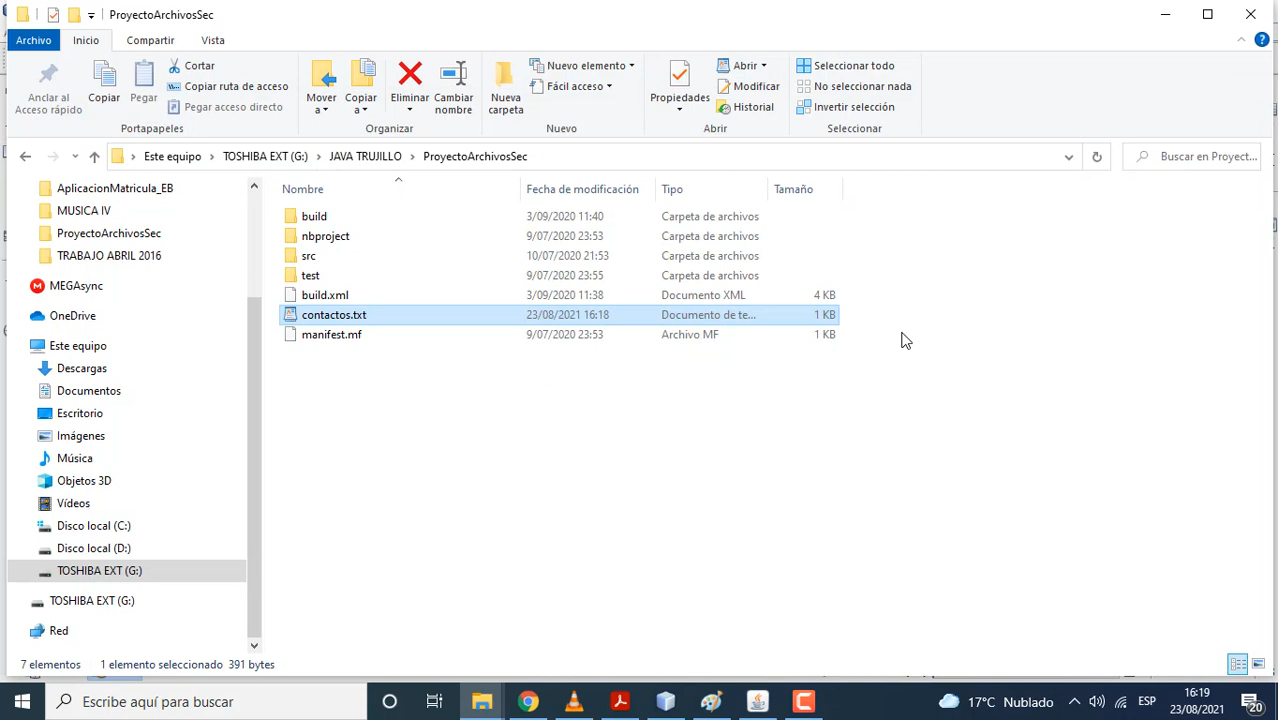 ProyectoArchivosSec
Archivo Inicio Compartir Vista
Anclar al Acceso rápido
Copiar
Pegar
Cortar
Copiar ruta de acceso
Pegar acceso directo
Portapapeles
Mover a
Copiar a
Eliminar
Cambiar nombre
Organizar
Nueva carpeta
Nuevo elemento
Fácil acceso
Nuevo
Propiedades
Abrir
Modificar
Historial
Abrir
Seleccionar todo
No seleccionar nada
Invertir selección
Seleccionar
Este equipo > TOSHIBA EXT (G:) > JAVA TRUJILLO > ProyectoArchivosSec
Buscar en Proyect...
AplicacionMatricula_EB
MUSICA IV
ProyectoArchivosSec
TRABAJO ABRIL 2016
MEGAsync
OneDrive
Este equipo
Descargas
Documentos
Escritorio
Imágenes
Música
Objetos 3D
Vídeos
Disco local (C:)
Disco local (D:)
TOSHIBA EXT (G:)
TOSHIBA EXT (G:)
Red
Nombre Fecha de modificación Tipo Tamaño
build 3/09/2020 11:40 Carpeta de archivos
nbproject 9/07/2020 23:53 Carpeta de archivos
src 10/07/2020 21:53 Carpeta de archivos
test 9/07/2020 23:55 Carpeta de archivos
build.xml 3/09/2020 11:38 Documento XML 4 KB
contactos.txt 23/08/2021 16:18 Documento de te... 1 KB
manifest.mf 9/07/2020 23:53 Archivo MF 1 KB
7 elementos 1 elemento seleccionado 391 bytes
Escribe aquí para buscar
17°C Nublado
ESP
16:19
23/08/2021
20